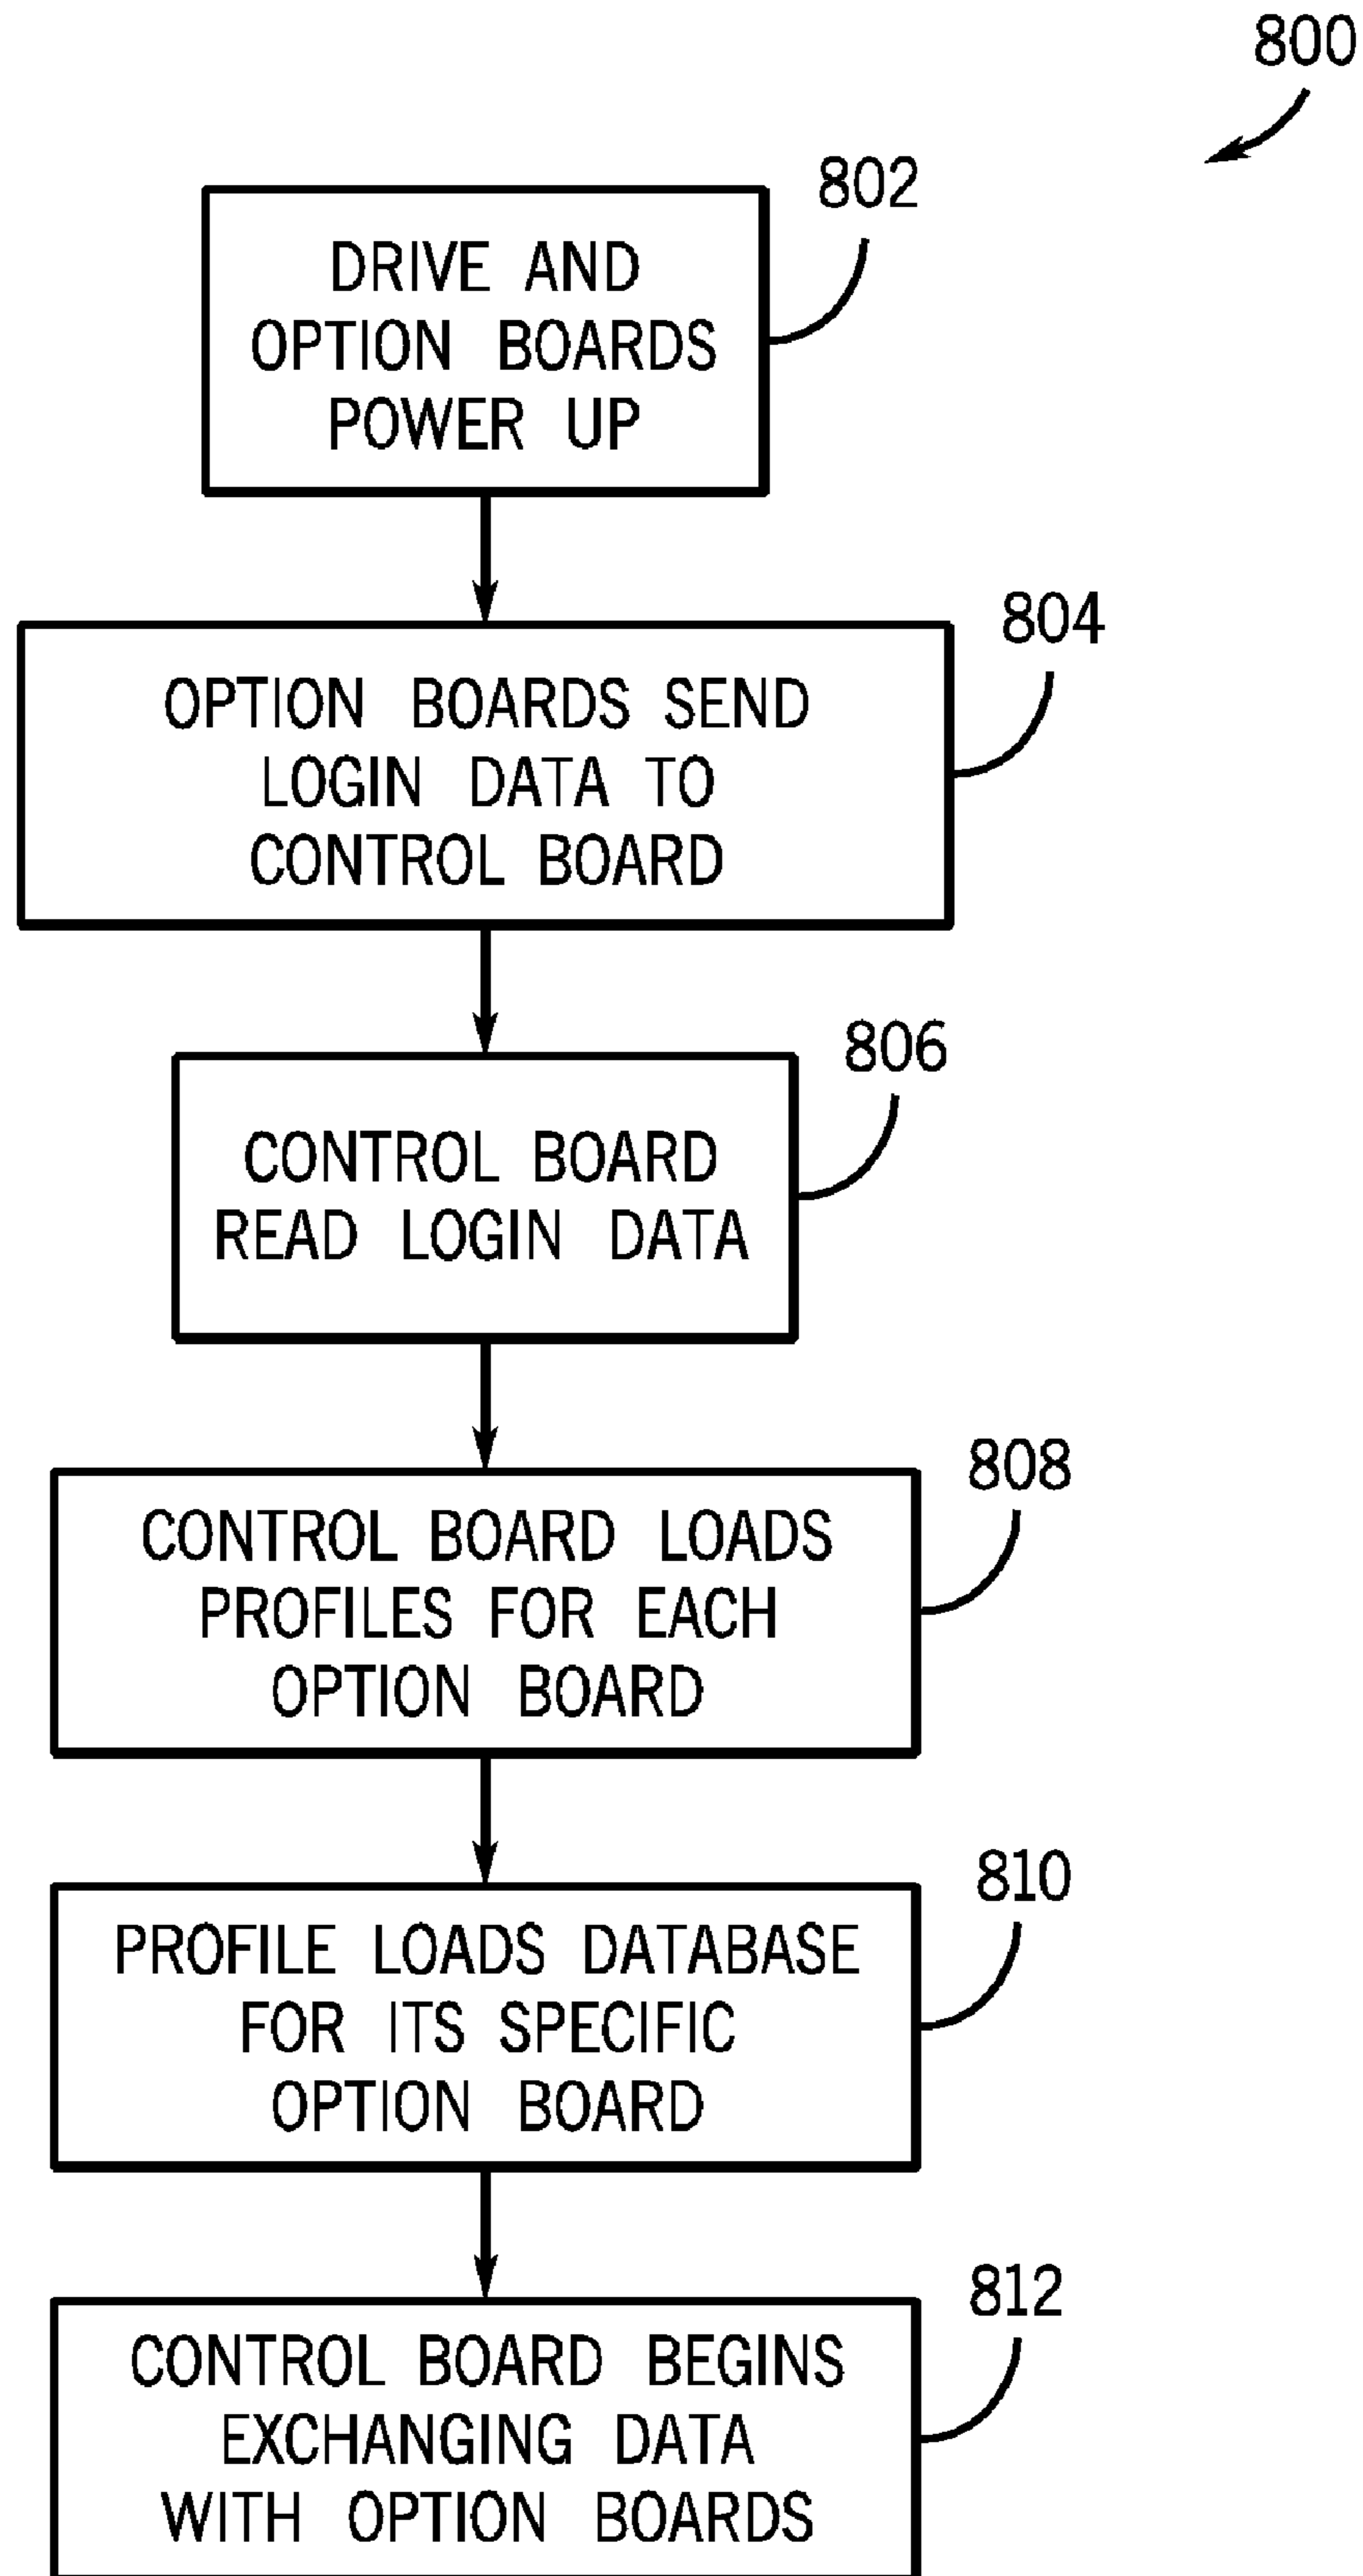 800
802
DRIVE AND
OPTION BOARDS
POWER UP
804
OPTION BOARDS SEND
LOGIN DATA TO
CONTROL BOARD
806
CONTROL BOARD
READ LOGIN DATA
808
CONTROL BOARD LOADS
PROFILES FOR EACH
OPTION BOARD
810
PROFILE LOADS DATABASE
FOR ITS SPECIFIC
OPTION BOARD
812
CONTROL BOARD BEGINS
EXCHANGING DATA
WITH OPTION BOARDS